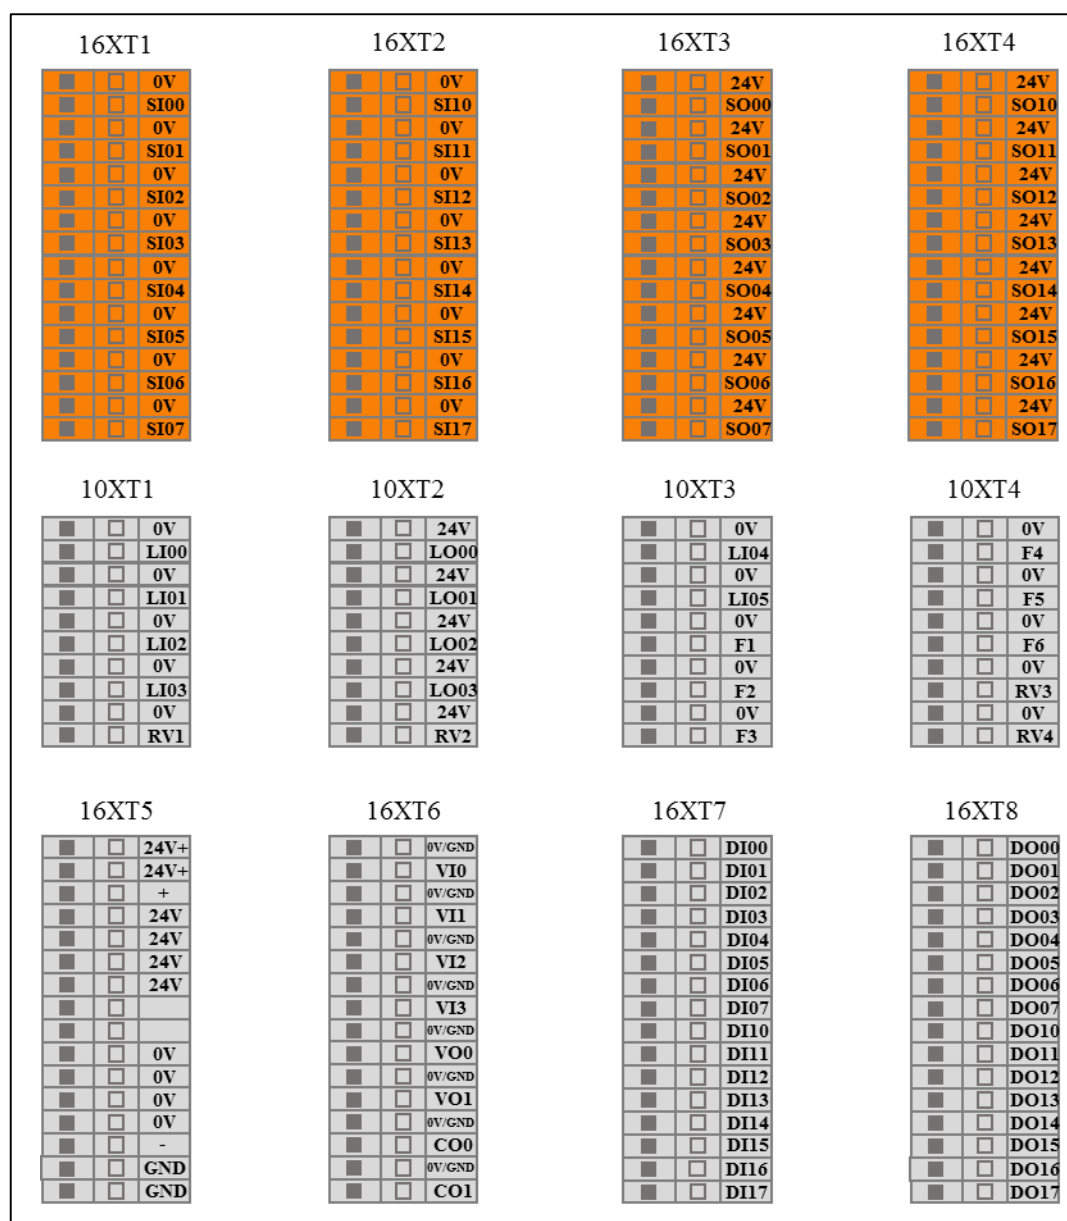 16XT1
0V
SI00
0V
SI01
0V
SI02
0V
SI03
0V
SI04
0V
SI05
0V
SI06
0V
SI07
16XT2
0V
SI10
0V
SI11
0V
SI12
0V
SI13
0V
SI14
0V
SI15
0V
SI16
0V
SI17
16XT3
24V
SO00
24V
SO01
24V
SO02
24V
SO03
24V
SO04
24V
SO05
24V
SO06
24V
SO07
16XT4
24V
SO10
24V
SO11
24V
SO12
24V
SO13
24V
SO14
24V
SO15
24V
SO16
24V
SO17
10XT1
0V
LI00
0V
LI01
0V
LI02
0V
LI03
0V
RV1
10XT2
24V
LO00
24V
LO01
24V
LO02
24V
LO03
24V
RV2
10XT3
0V
LI04
0V
LI05
0V
F1
0V
F2
0V
F3
10XT4
0V
F4
0V
F5
0V
F6
0V
RV3
0V
RV4
16XT5
24V+
24V+
+
24V
24V
24V
24V
0V
0V
0V
0V
-
GND
GND
16XT6
0V/GND
VI0
0V/GND
VI1
0V/GND
VI2
0V/GND
VI3
0V/GND
VO0
0V/GND
VO1
0V/GND
CO0
0V/GND
CO1
16XT7
DI00
DI01
DI02
DI03
DI04
DI05
DI06
DI07
DI10
DI11
DI12
DI13
DI14
DI15
DI16
DI17
16XT8
DO00
DO01
DO02
DO03
DO04
DO05
DO06
DO07
DO10
DO11
DO12
DO13
DO14
DO15
DO16
DO17